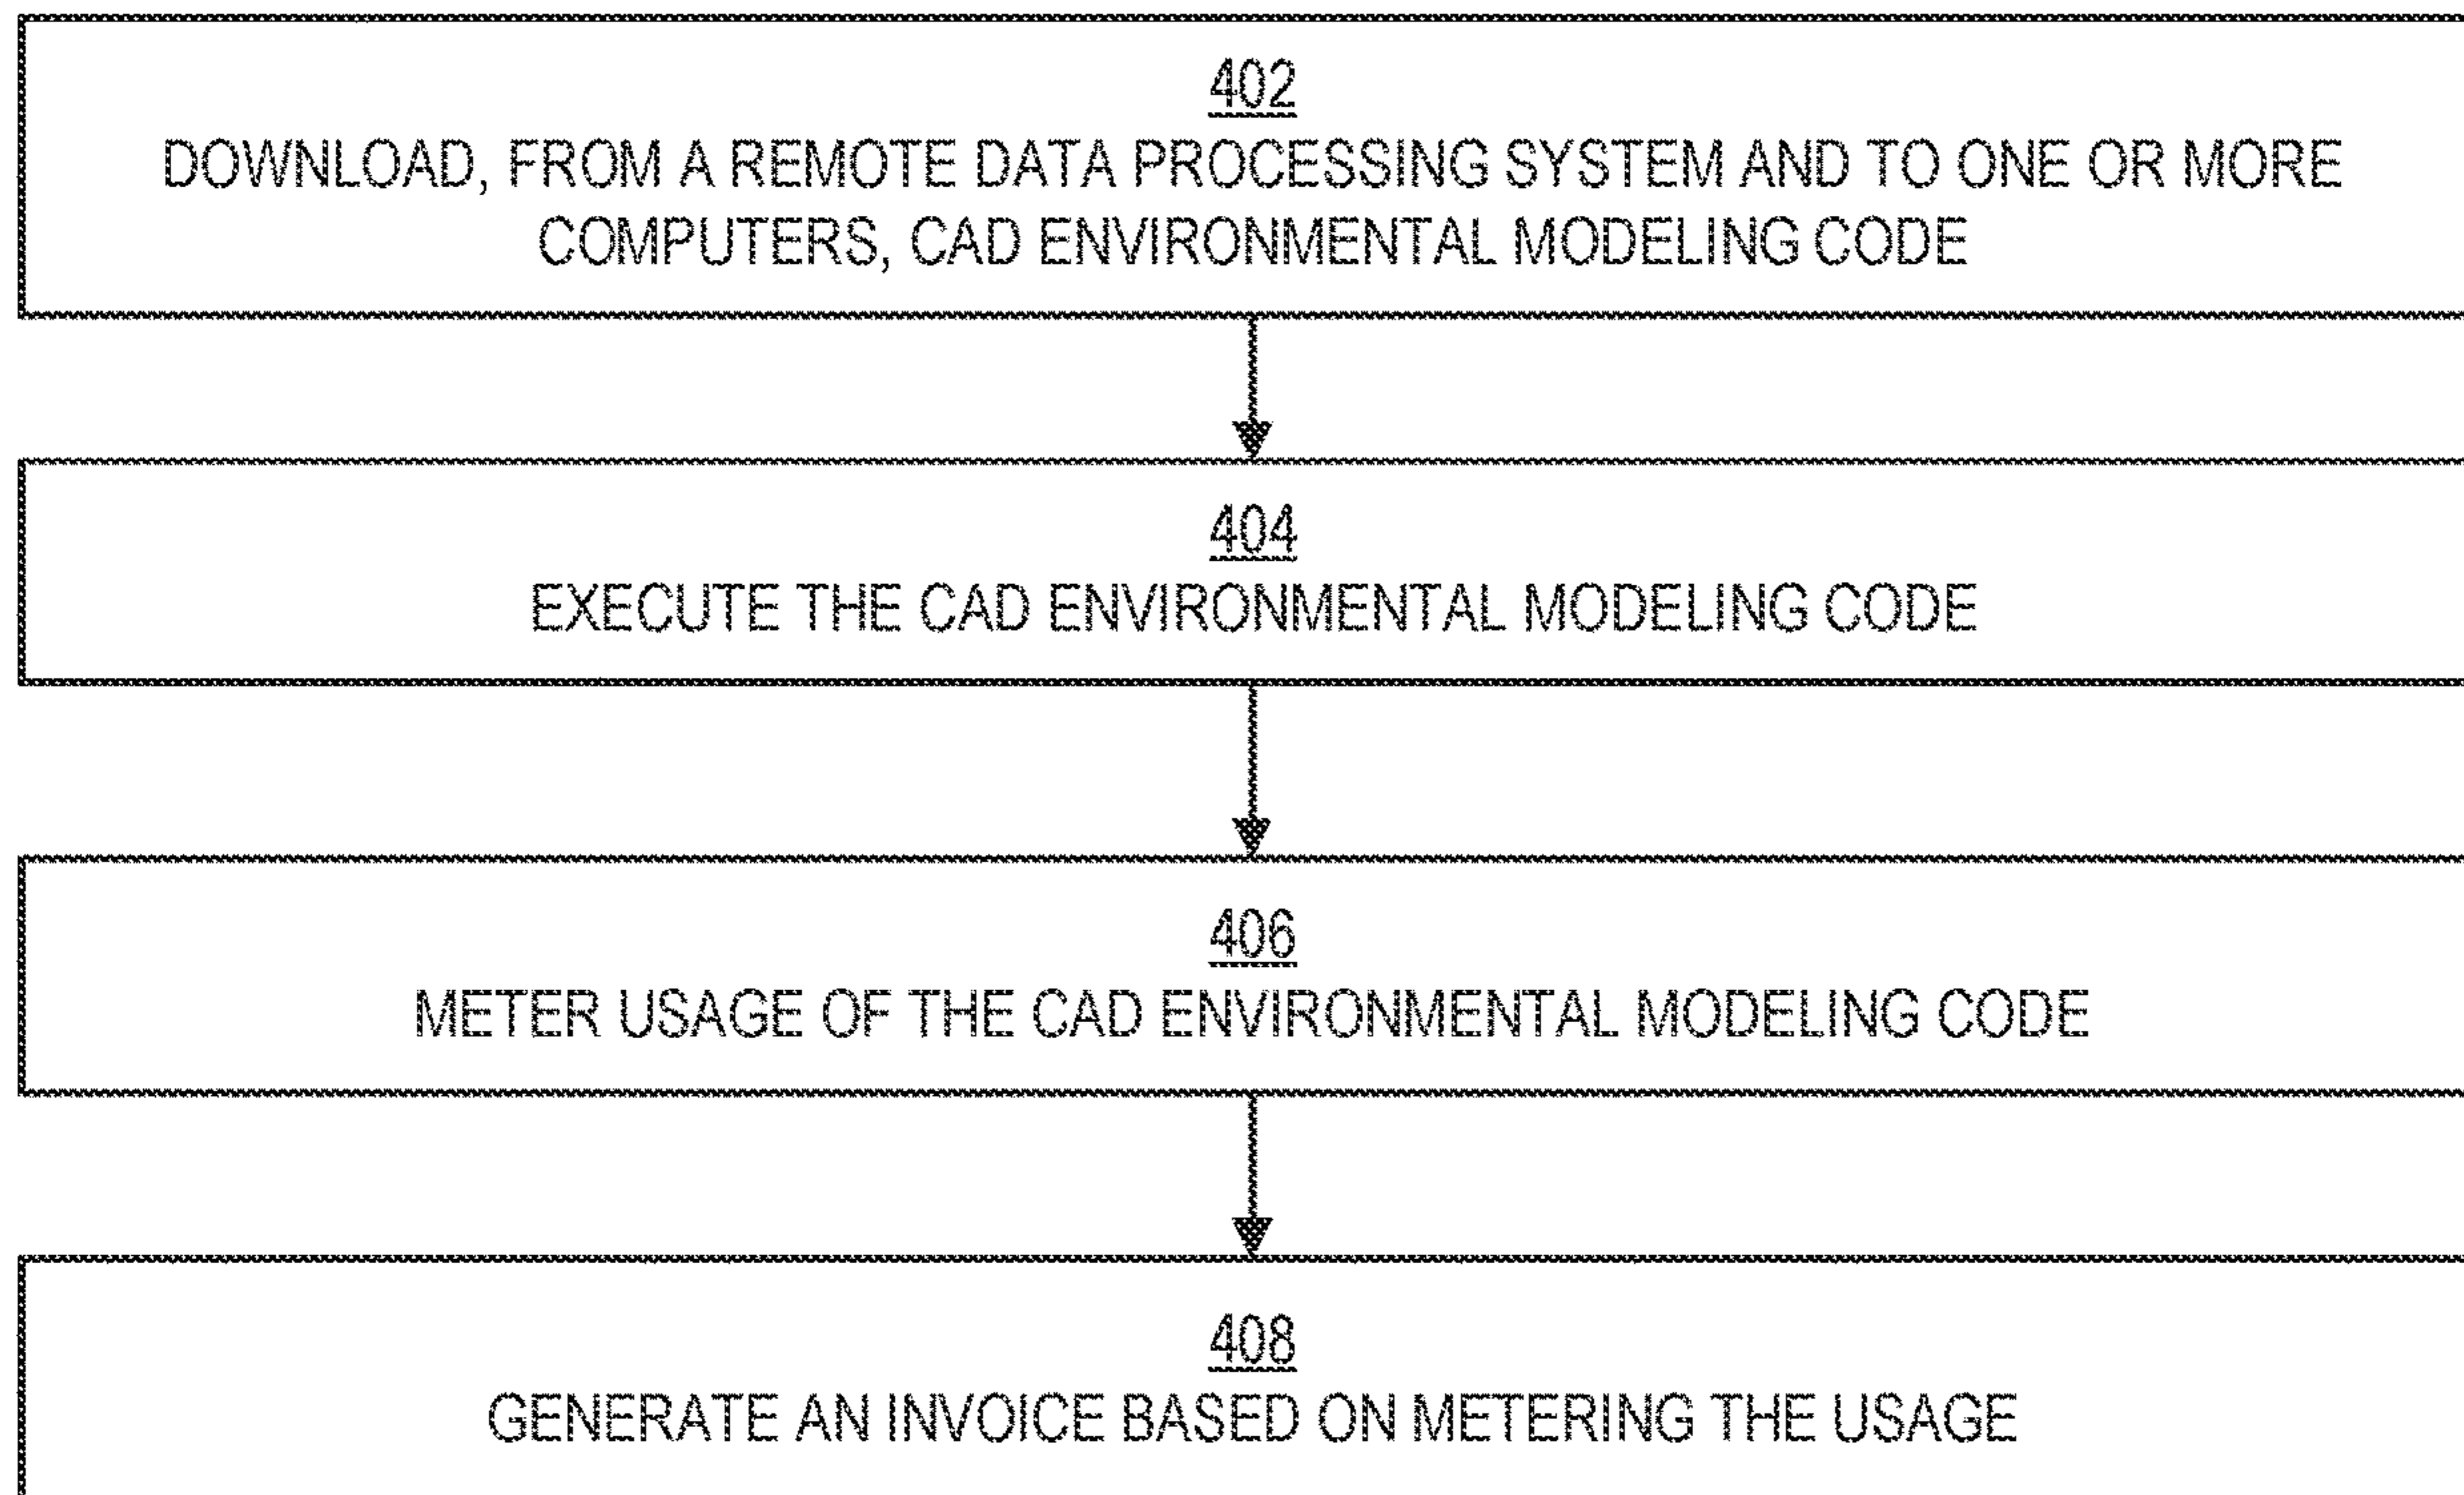 402
DOWNLOAD, FROM A REMOTE DATA PROCESSING SYSTEM AND TO ONE OR MORE
COMPUTERS, CAD ENVIRONMENTAL MODELING CODE
404
EXECUTE THE CAD ENVIRONMENTAL MODELING CODE
406
METER USAGE OF THE CAD ENVIRONMENTAL MODELING CODE
408
GENERATE AN INVOICE BASED ON METERING THE USAGE